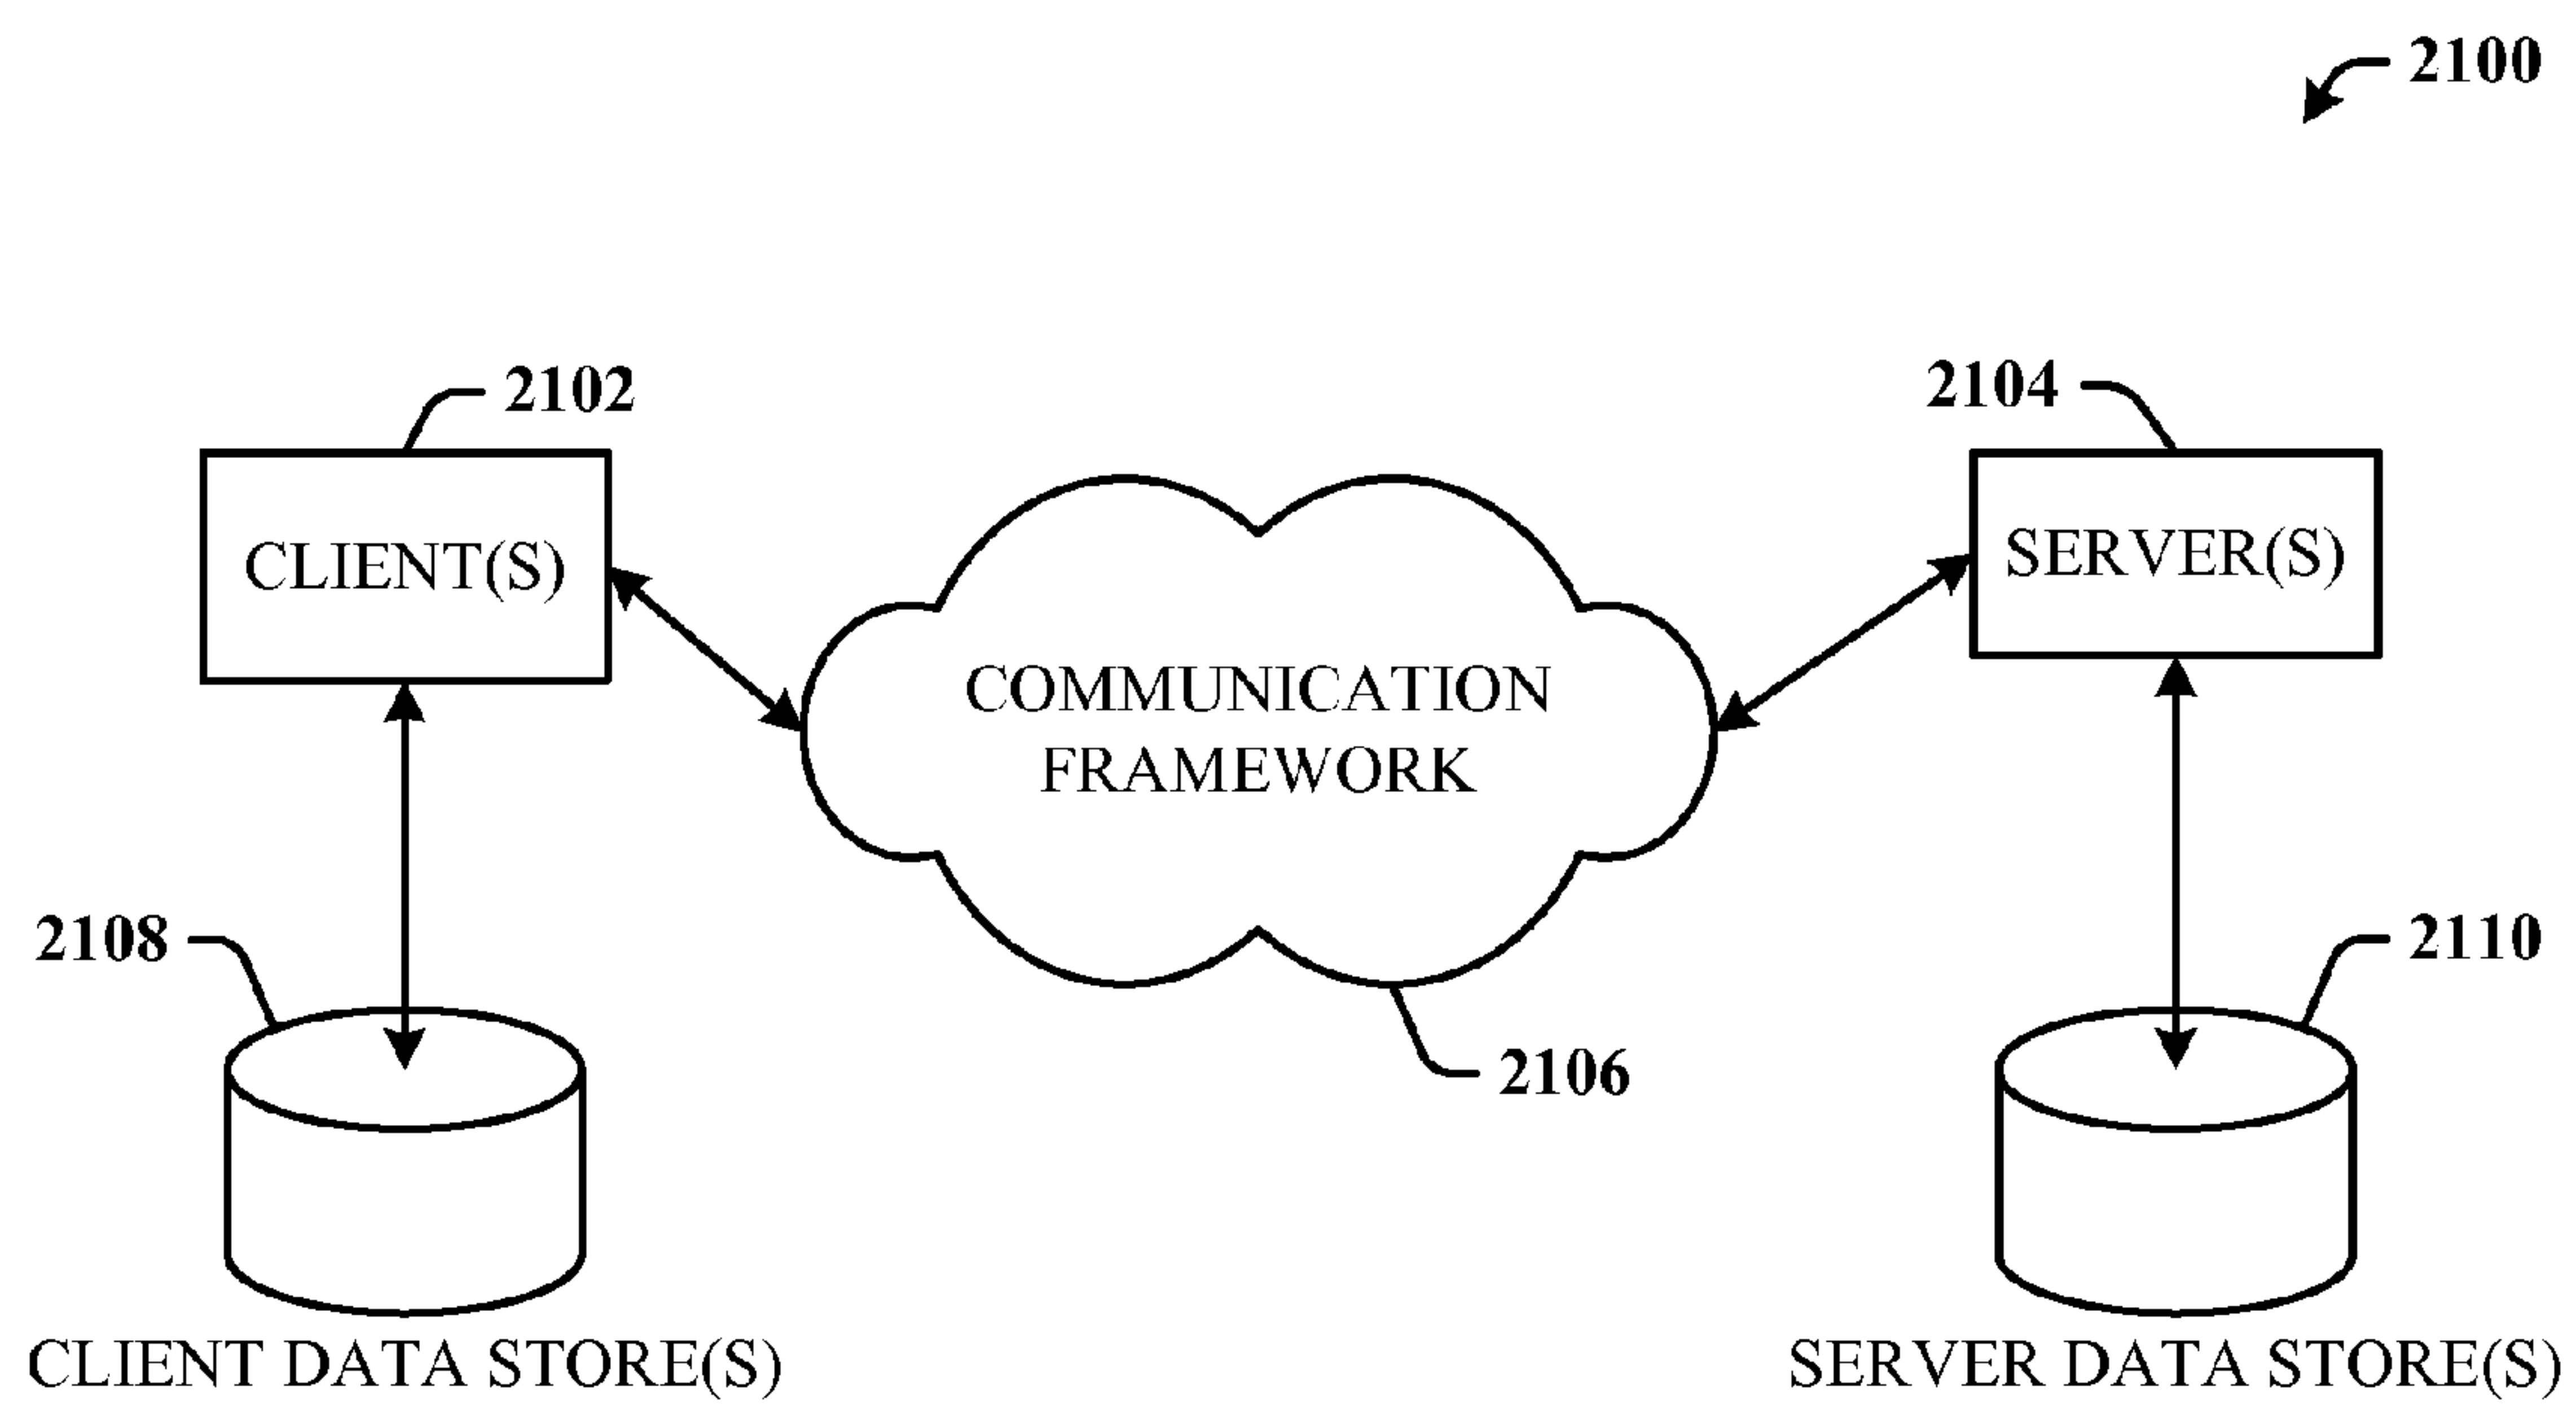 2100
2102
2104
CLIENT(S)
SERVER(S)
COMMUNICATION
FRAMEWORK
2108
2110
2106
CLIENT DATA STORE(S)
SERVER DATA STORE(S)